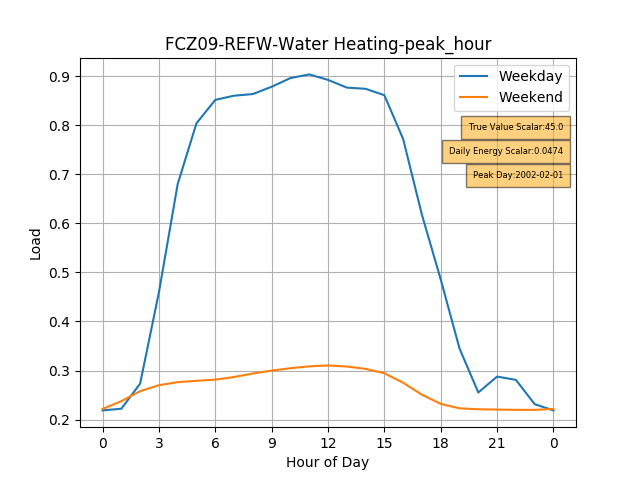 FCZ09-REFW-Water Heating-peak_hour
Weekday
Weekend
True Value Scalar:45.0
Daily Energy Scalar:0.0474
Peak Day:2002-02-01
Load
0.9
0.8
0.7
0.6
0.5
0.4
0.3
0.2
0 3 6 9 12 15 18 21 0
Hour of Day